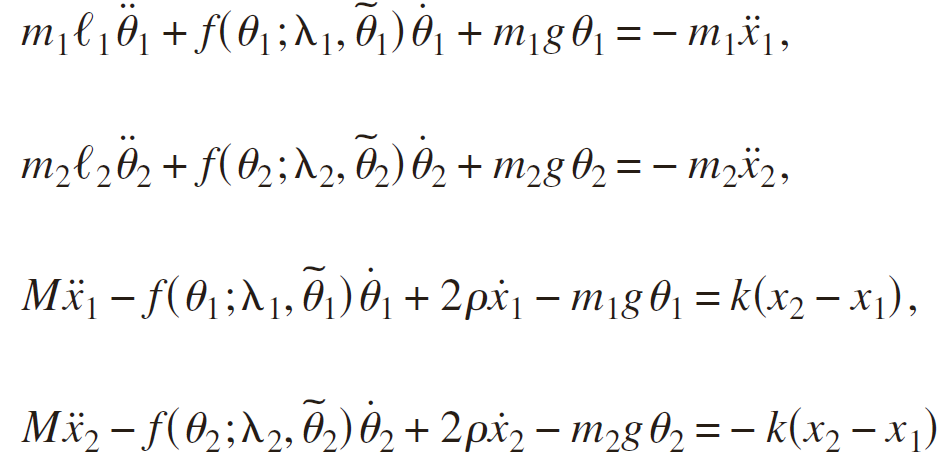 m₁ℓ₁θ̈₁ + f(θ₁;λ₁, θ̃₁)θ̇₁ + m₁gθ₁ = − m₁ẍ₁,
m₂ℓ₂θ̈₂ + f(θ₂;λ₂, θ̃₂)θ̇₂ + m₂gθ₂ = − m₂ẍ₂,
Mẍ₁ − f(θ₁;λ₁, θ̃₁)θ̇₁ + 2ρẋ₁ − m₁gθ₁ = k(x₂ − x₁),
Mẍ₂ − f(θ₂;λ₂, θ̃₂)θ̇₂ + 2ρẋ₂ − m₂gθ₂ = − k(x₂ − x₁)